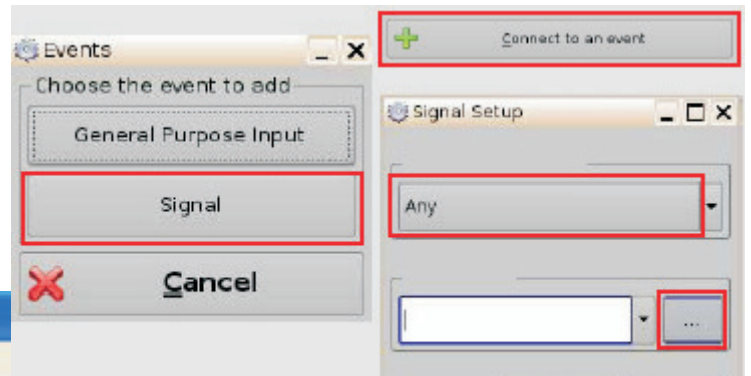 Connect to an event
Events
Choose the event to add
General Purpose Input
Signal
Cancel
Signal Setup
Any
...